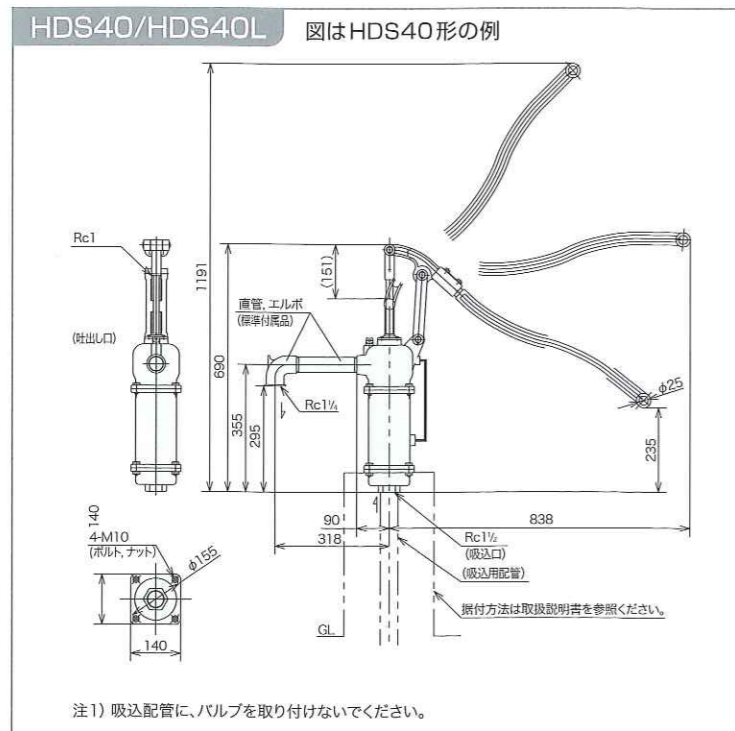 HDS40/HDS40L
図はHDS40形の例
Rc1
(吐出し口)
1191
690
(151)
直管,エルボ
(標準付属品)
355
295
Rc1¼
φ25
235
90
838
318
Rc1½
(吸込口)
(吸込用配管)
据付方法は取扱説明書を参照ください。
GL
140
4-M10
(ボルト,ナット)
φ155
140
注1) 吸込配管に、バルブを取り付けないでください。